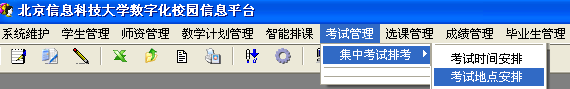 北京信息科技大学数字化校园信息平台
系统维护 学生管理 师资管理 教学计划管理 智能排课 考试管理 选课管理 成绩管理 毕业生管理
集中考试排考 考试时间安排
考试地点安排